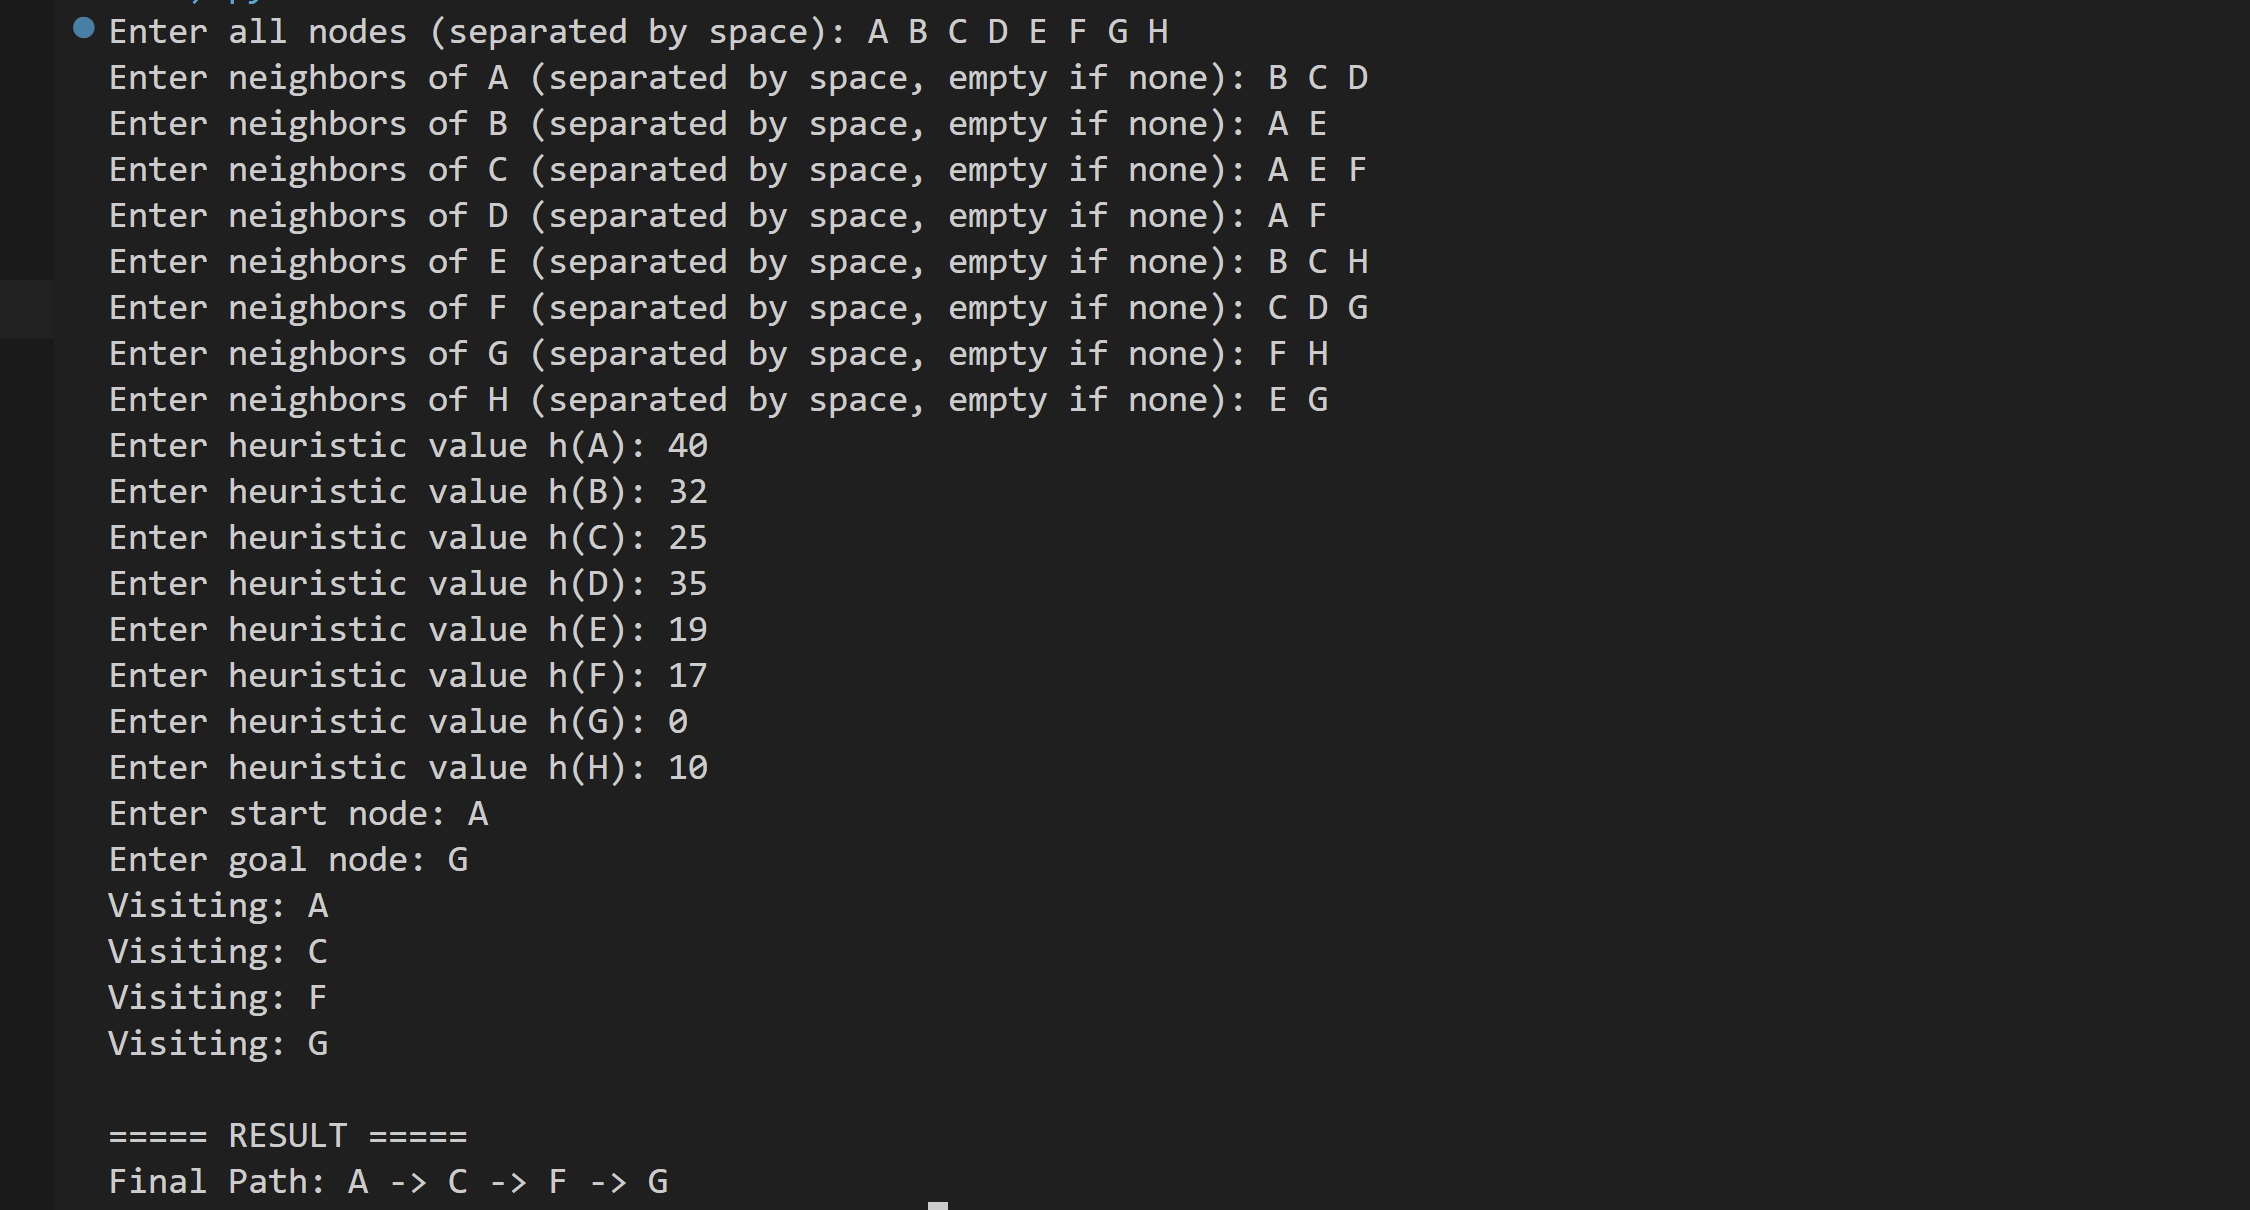 Enter all nodes (separated by space): A B C D E F G H
Enter neighbors of A (separated by space, empty if none): B C D
Enter neighbors of B (separated by space, empty if none): A E
Enter neighbors of C (separated by space, empty if none): A E F
Enter neighbors of D (separated by space, empty if none): A F
Enter neighbors of E (separated by space, empty if none): B C H
Enter neighbors of F (separated by space, empty if none): C D G
Enter neighbors of G (separated by space, empty if none): F H
Enter neighbors of H (separated by space, empty if none): E G
Enter heuristic value h(A): 40
Enter heuristic value h(B): 32
Enter heuristic value h(C): 25
Enter heuristic value h(D): 35
Enter heuristic value h(E): 19
Enter heuristic value h(F): 17
Enter heuristic value h(G): 0
Enter heuristic value h(H): 10
Enter start node: A
Enter goal node: G
Visiting: A
Visiting: C
Visiting: F
Visiting: G
===== RESULT =====
Final Path: A -> C -> F -> G